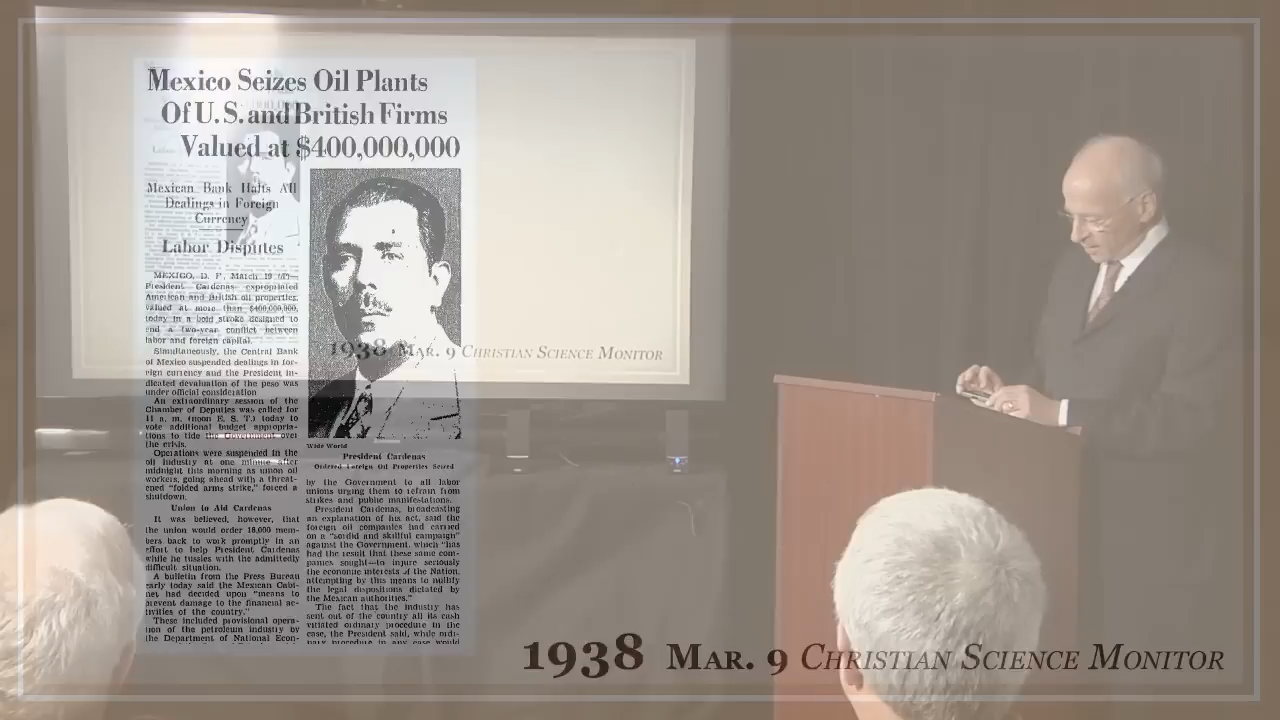 Mexico Seizes Oil Plants
Of U. S. and British Firms
Valued at $400,000,000
Mexican Bank Halts All
Dealings in Foreign
Currency
Labor Disputes
MEXICO, D. F., March 19 (AP)—
President Cardenas expropriated
American and British oil properties,
valued at more than $400,000,000,
today in a bold stroke designed to
end a two-year conflict between
labor and foreign capital.
Simultaneously, the Central Bank
of Mexico suspended dealings in for-
eign currency and the President in-
dicated devaluation of the peso was
under official consideration
An extraordinary session of the
Chamber of Deputies was called for
11 a. m. (noon E. S. T.) today to
vote additional budget appropria-
tions to tide the Government over
the crisis.
Operations were suspended in the
oil industry at one minute after
midnight this morning as union oil
workers, going ahead with a threat-
ened "folded arms strike," forced a
shutdown.
Union to Aid Cardenas
It was believed, however, that
the union would order 18,000 mem-
bers back to work promptly in an
effort to help President Cardenas
while he tussles with the admittedly
difficult situation.
A bulletin from the Press Bureau
early today said the Mexican Cabi-
net had decided upon "means to
prevent damage to the financial ac-
tivities of the country."
These included provisional opera-
tion of the petroleum industry by
the Department of National Econ-
Wide World
President Cardenas
Ordered Foreign Oil Properties Seized
by the Government to all labor
unions urging them to refrain from
strikes and public manifestations.
President Cardenas, broadcasting
an explanation of his act, said the
foreign oil companies had carried
on a "sordid and skillful campaign"
against the Government, which "has
had the result that these same com-
panies sought—to injure seriously
the economic interests of the Nation,
attempting by this means to nullify
the legal dispositions dictated by
the Mexican authorities."
The fact that the industry has
sent out of the country all its cash
vitiated ordinary procedure in the
case, the President said, while ordi-
nary procedure in any case would
1938 Mar. 9 Christian Science Monitor
1938 Mar. 9 Christian Science Monitor